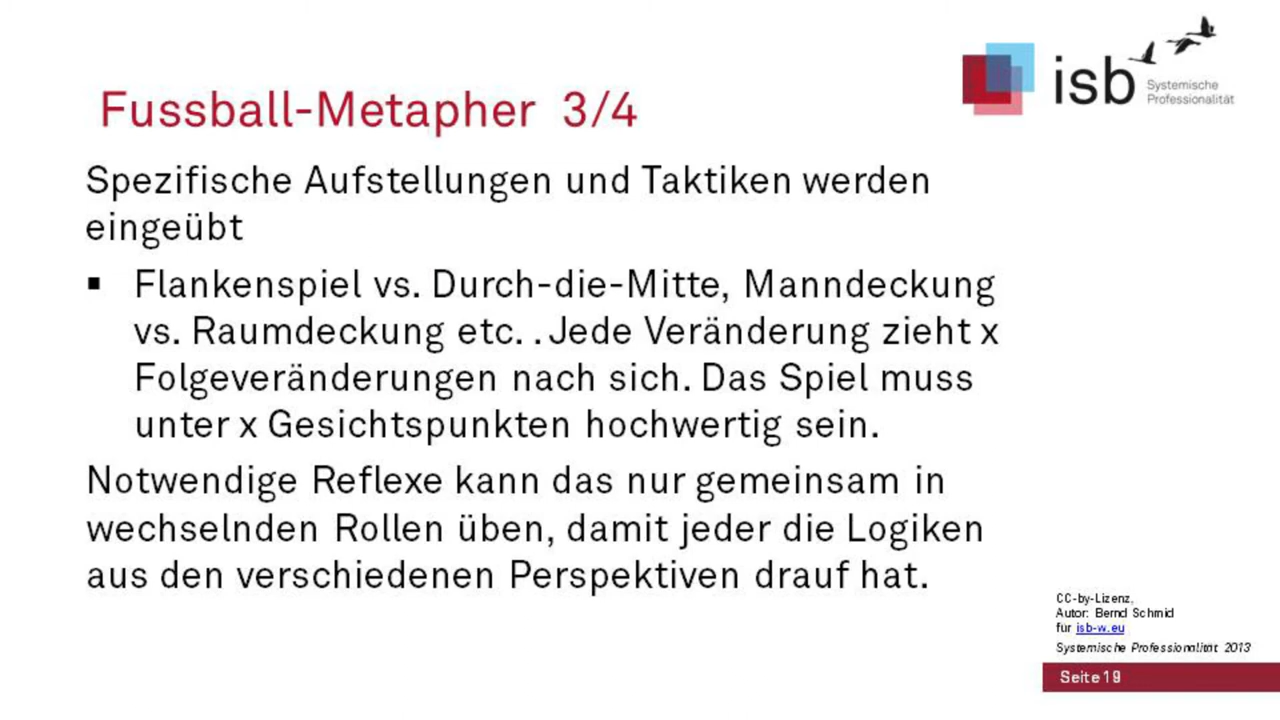 isb
Systemische
Professionalität
Fussball-Metapher 3/4
Spezifische Aufstellungen und Taktiken werden
eingeübt
▪ Flankenspiel vs. Durch-die-Mitte, Manndeckung
vs. Raumdeckung etc. . Jede Veränderung zieht x
Folgeveränderungen nach sich. Das Spiel muss
unter x Gesichtspunkten hochwertig sein.
Notwendige Reflexe kann das nur gemeinsam in
wechselnden Rollen üben, damit jeder die Logiken
aus den verschiedenen Perspektiven drauf hat.
CC-by-Lizenz,
Autor: Bernd Schmid
für isb-w.eu
Systemische Professionalität 2013
Seite 19